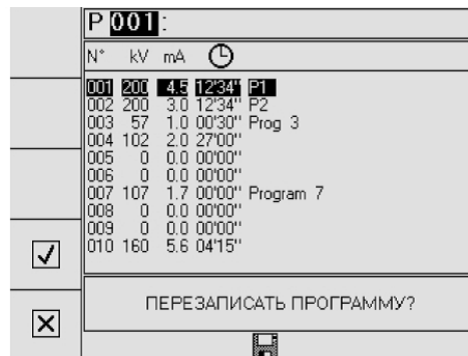 P 001:
N° kV mA
001 200 4.5 12'34" P1
002 200 3.0 12'34" P2
003 57 1.0 00'30" Prog 3
004 102 2.0 27'00"
005 0 0.0 00'00"
006 0 0.0 00'00"
007 107 1.7 00'00" Program 7
008 0 0.0 00'00"
009 0 0.0 00'00"
010 160 5.6 04'15"
ПЕРЕЗАПИСАТЬ ПРОГРАММУ?